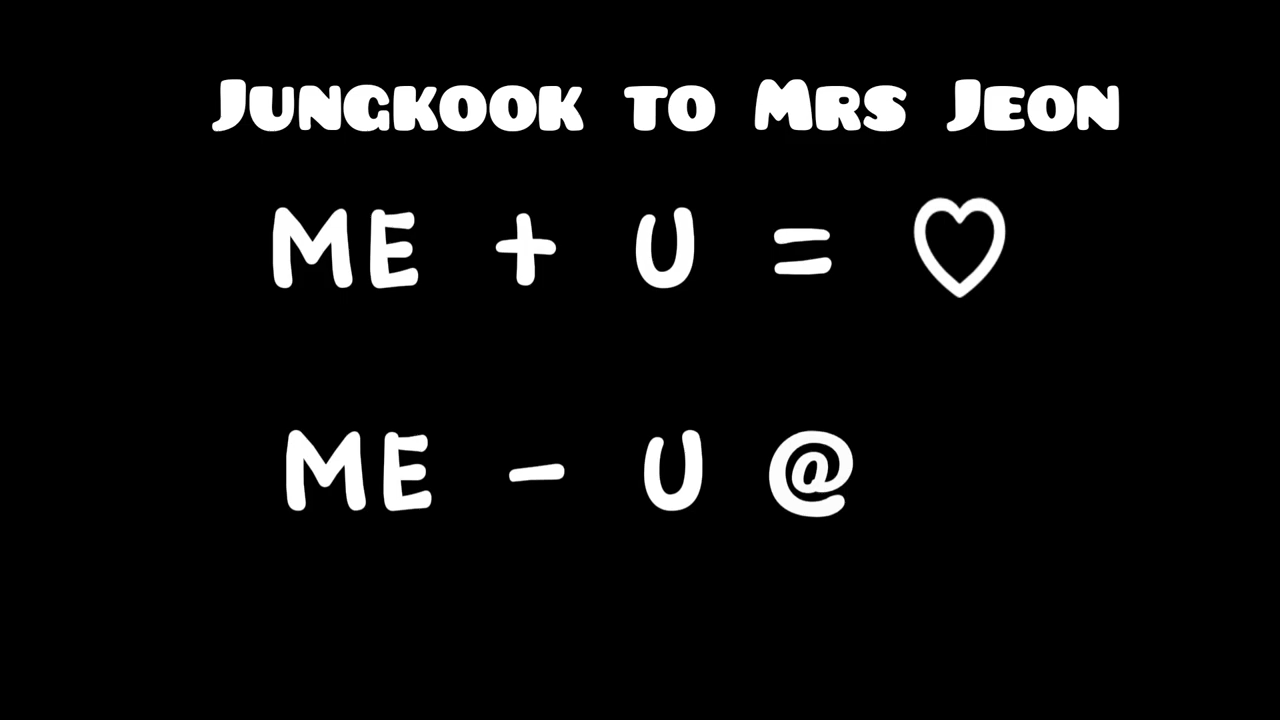 Jungkook to Mrs Jeon
ME + U = ♡
ME - U @